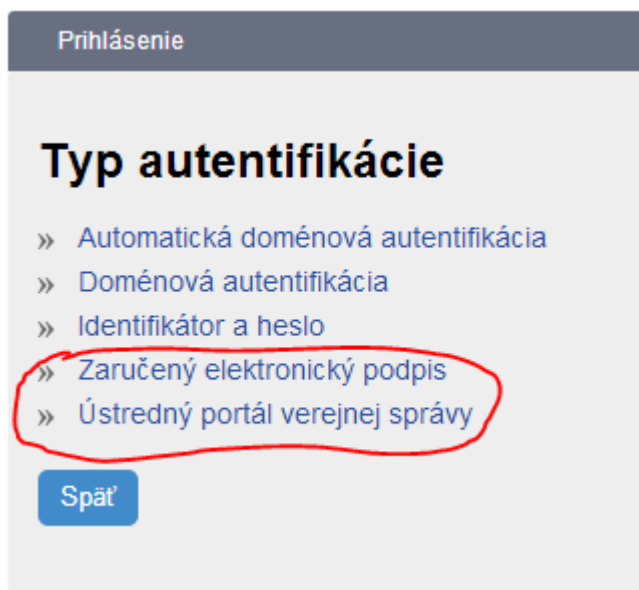 Prihlásenie
Typ autentifikácie
» Automatická doménová autentifikácia
» Doménová autentifikácia
» Identifikátor a heslo
» Zaručený elektronický podpis
» Ústredný portál verejnej správy
Späť